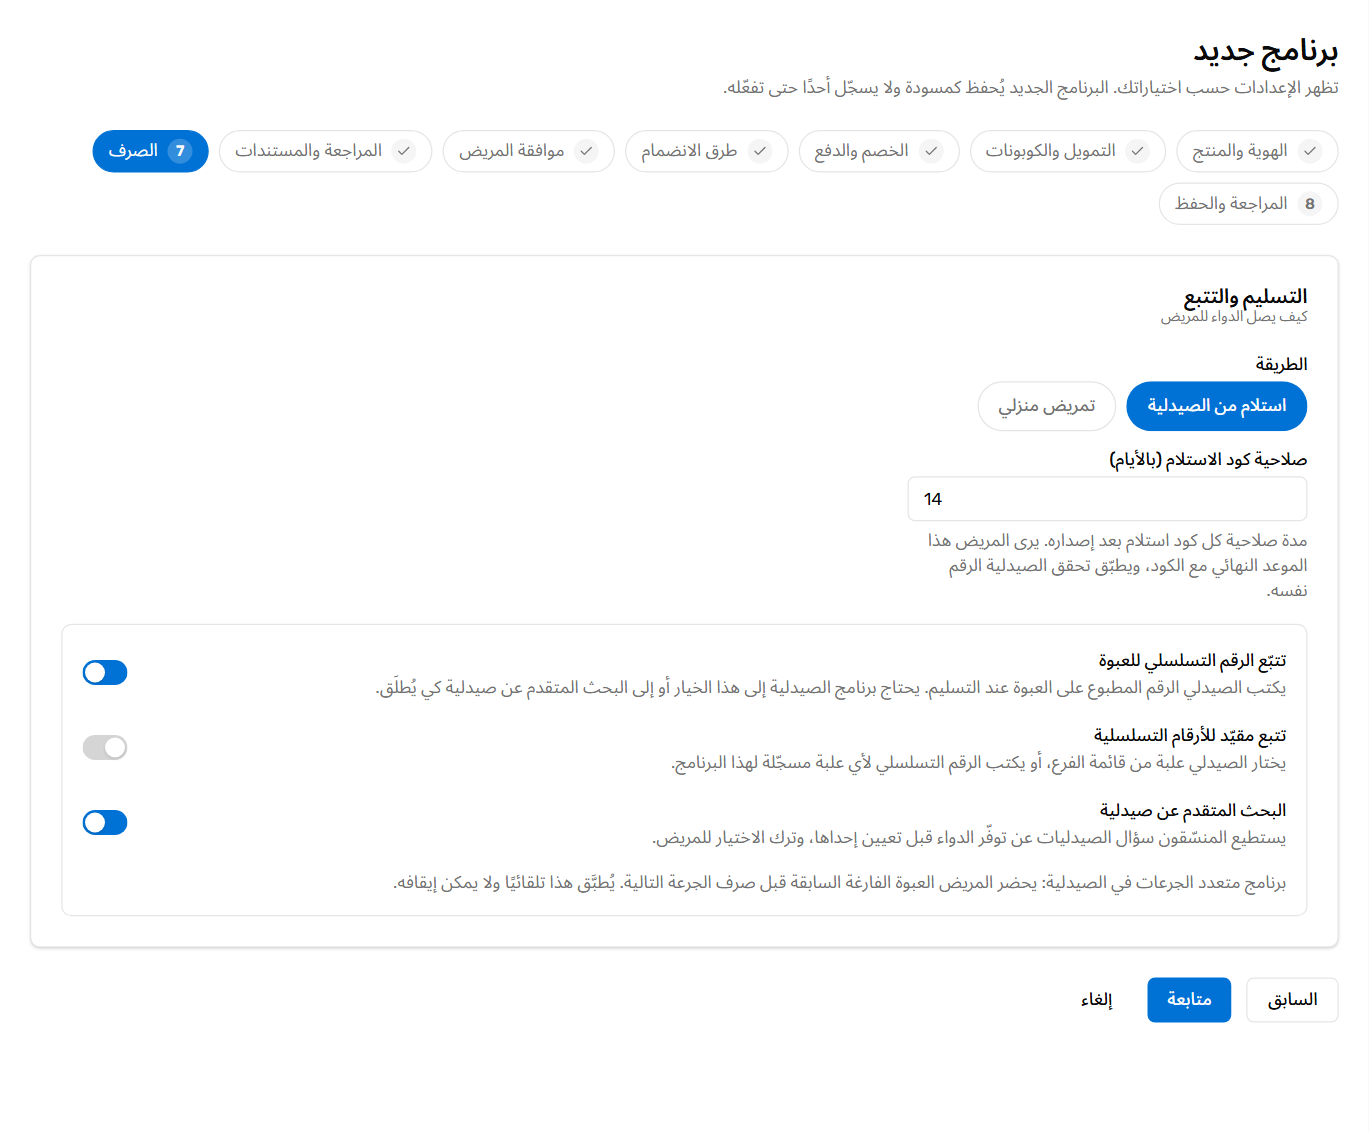 برنامج جديد
تظهر الإعدادات حسب اختياراتك. البرنامج الجديد يُحفظ كمسودة ولا يسجّل أحدًا حتى تفعّله.
الهوية والمنتج
التمويل والكوبونات
الخصم والدفع
طرق الانضمام
موافقة المريض
المراجعة والمستندات
7 الصرف
8 المراجعة والحفظ
التسليم والتتبع
كيف يصل الدواء للمريض
الطريقة
استلام من الصيدلية
تمريض منزلي
صلاحية كود الاستلام (بالأيام)
14
مدة صلاحية كل كود استلام بعد إصداره. يرى المريض هذا
الموعد النهائي مع الكود، ويطبّق تحقق الصيدلية الرقم
نفسه.
تتبّع الرقم التسلسلي للعبوة
يكتب الصيدلي الرقم المطبوع على العبوة عند التسليم. يحتاج برنامج الصيدلية إلى هذا الخيار أو إلى البحث المتقدم عن صيدلية كي يُطلَق.
تتبع مقيّد للأرقام التسلسلية
يختار الصيدلي علبة من قائمة الفرع، أو يكتب الرقم التسلسلي لأي علبة مسجّلة لهذا البرنامج.
البحث المتقدم عن صيدلية
يستطيع المنسّقون سؤال الصيدليات عن توفّر الدواء قبل تعيين إحداها، وترك الاختيار للمريض.
برنامج متعدد الجرعات في الصيدلية: يحضر المريض العبوة الفارغة السابقة قبل صرف الجرعة التالية. يُطبَّق هذا تلقائيًا ولا يمكن إيقافه.
السابق
متابعة
إلغاء